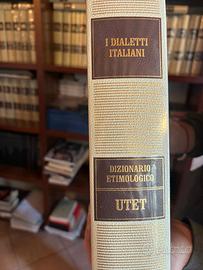 I DIALETTI
ITALIANI
DIZIONARIO
ETIMOLOGICO
UTET